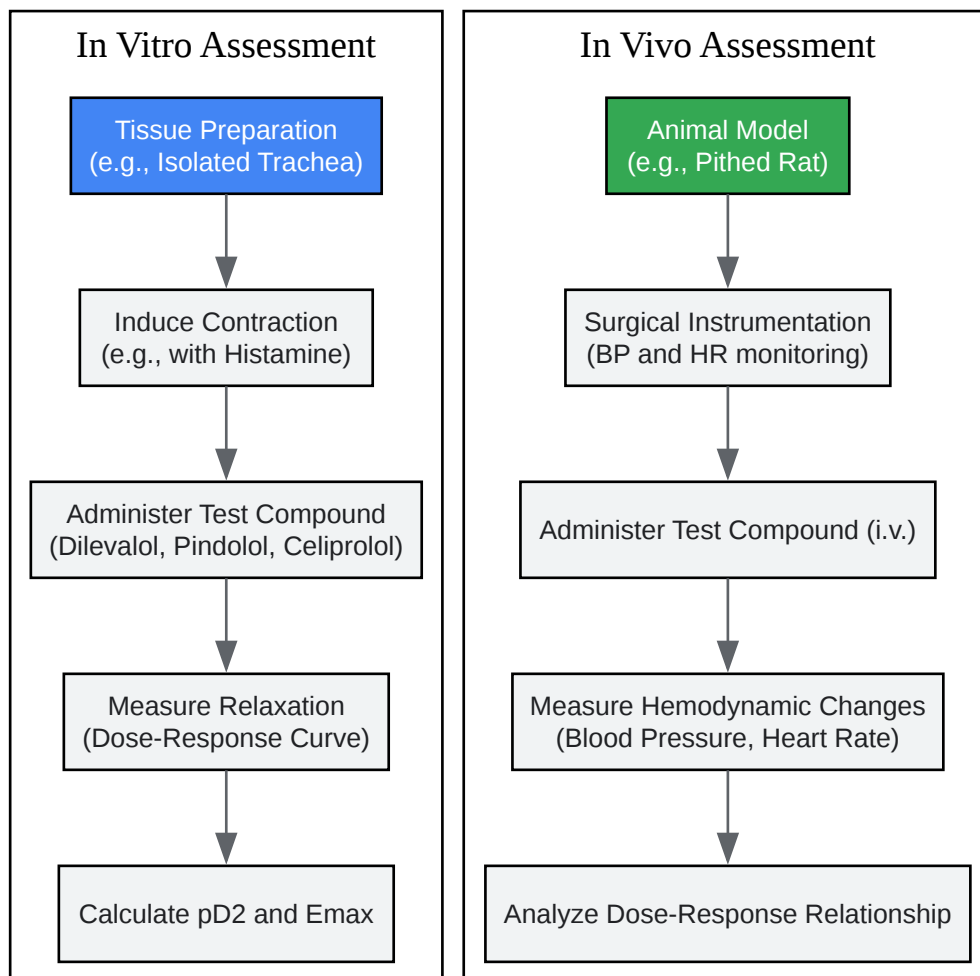 In Vitro Assessment
Tissue Preparation
(e.g., Isolated Trachea)
Induce Contraction
(e.g., with Histamine)
Administer Test Compound
(Dilevalol, Pindolol, Celiprolol)
Measure Relaxation
(Dose-Response Curve)
Calculate pD2 and Emax
In Vivo Assessment
Animal Model
(e.g., Pithed Rat)
Surgical Instrumentation
(BP and HR monitoring)
Administer Test Compound (i.v.)
Measure Hemodynamic Changes
(Blood Pressure, Heart Rate)
Analyze Dose-Response Relationship